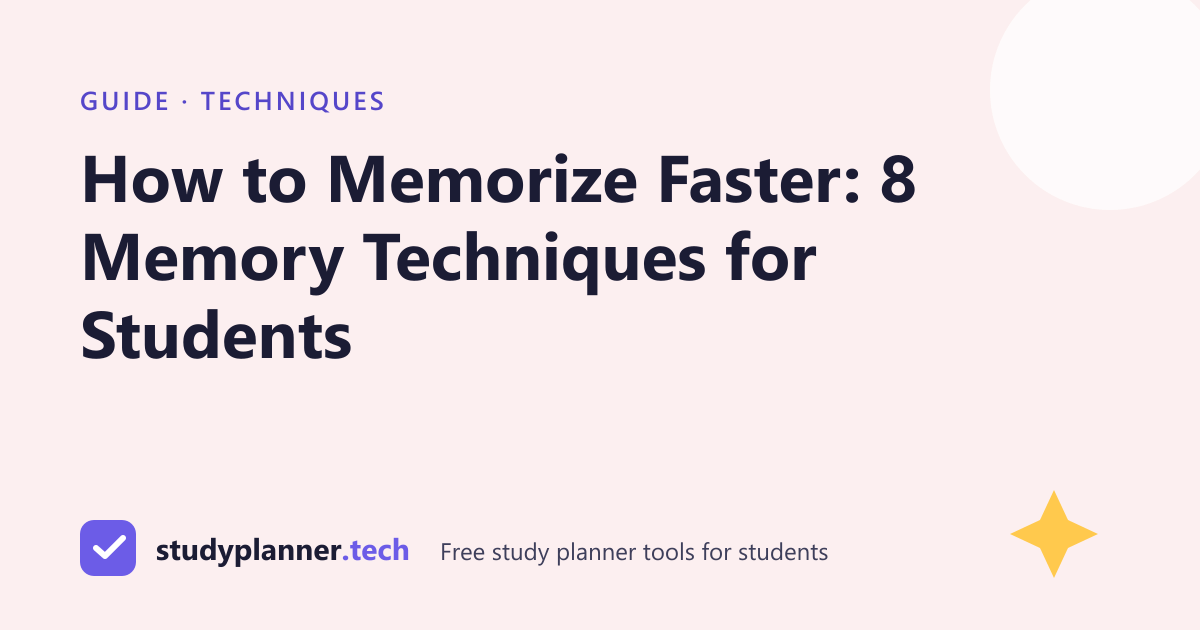 GUIDE · TECHNIQUES
How to Memorize Faster: 8
Memory Techniques for
Students
studyplanner.tech
Free study planner tools for students